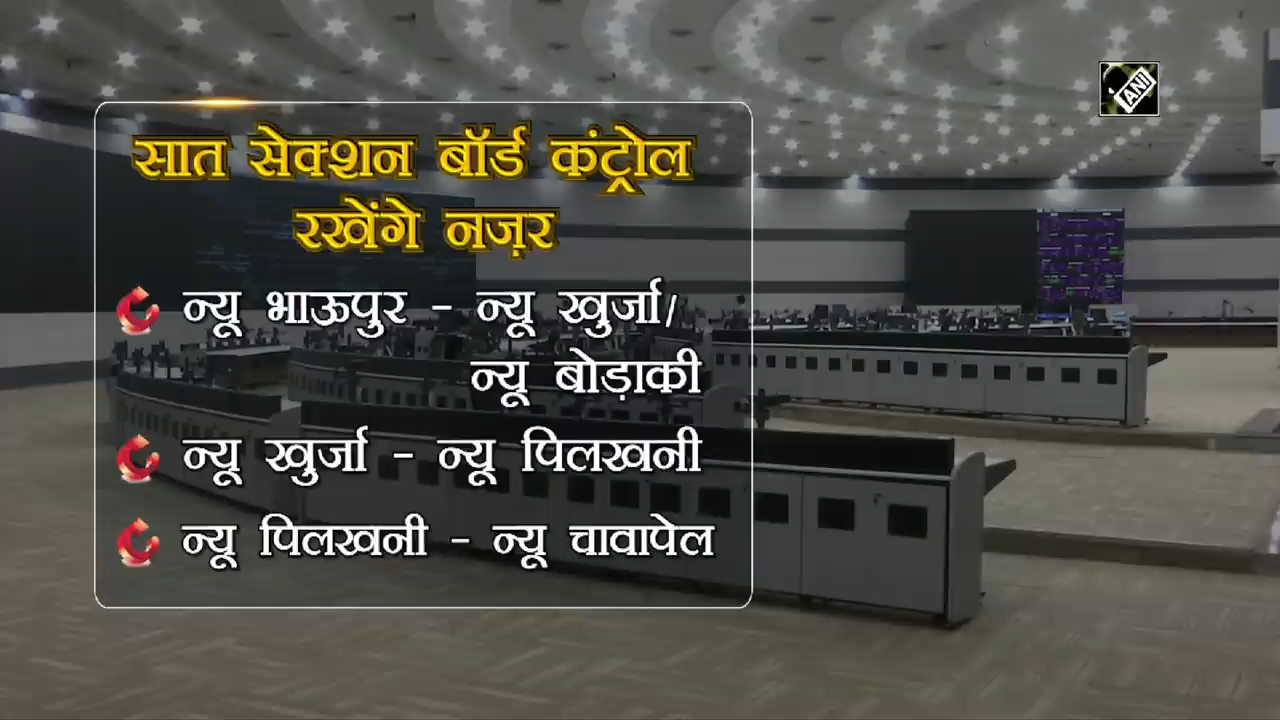 ANI
सात सेक्शन बॉर्ड कंट्रोल
रखेंगे नज़र
न्यू भाऊपुर - न्यू खुर्जा/
न्यू बोड़ाकी
न्यू खुर्जा - न्यू पिलखनी
न्यू पिलखनी - न्यू चावापेल